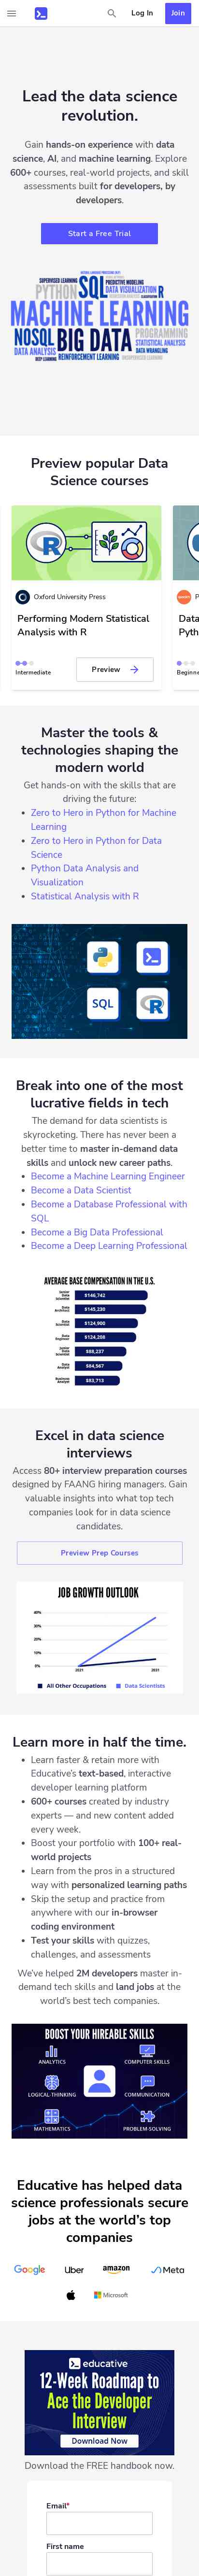 Log In
Join
Lead the data science
revolution.
Gain hands-on experience with data
science, AI, and machine learning. Explore
600+ courses, real-world projects, and skill
assessments built for developers, by
developers.
Start a Free Trial
SUPERVISED LEARNING
PYTHON
SQL
PREDICTIVE MODELING
DATA VISUALIZATION
MACHINE LEARNING
NOSQL
BIG DATA
PROGRAMMING
STATISTICAL ANALYSIS
DATA ANALYSIS
DATA WRANGLING
DEEP LEARNING
REINFORCEMENT LEARNING
Preview popular Data
Science courses
Oxford University Press
Performing Modern Statistical
Analysis with R
Intermediate
Preview
P
Data
Pyth
Beginne
Master the tools &
technologies shaping the
modern world
Get hands-on with the skills that are
driving the future:
Zero to Hero in Python for Machine
Learning
Zero to Hero in Python for Data
Science
Python Data Analysis and
Visualization
Statistical Analysis with R
SQL
R
Break into one of the most
lucrative fields in tech
The demand for data scientists is
skyrocketing. There has never been a
better time to master in-demand data
skills and unlock new career paths.
Become a Machine Learning Engineer
Become a Data Scientist
Become a Database Professional with
SQL
Become a Big Data Professional
Become a Deep Learning Professional
AVERAGE BASE COMPENSATION IN THE U.S.
Senior Data Scientist $146,742
Data Architect $145,230
Data Scientist $124,900
Data Engineer $124,208
Junior Data Scientist $88,237
Data Analyst $84,567
Business Analyst $83,713
Excel in data science
interviews
Access 80+ interview preparation courses
designed by FAANG hiring managers. Gain
valuable insights into what top tech
companies look for in data science
candidates.
Preview Prep Courses
JOB GROWTH OUTLOOK
40%
30%
20%
10%
0%
2021 2031
All Other Occupations Data Scientists
Learn more in half the time.
Learn faster & retain more with
Educative's text-based, interactive
developer learning platform
600+ courses created by industry
experts — and new content added
every week.
Boost your portfolio with 100+ real-
world projects
Learn from the pros in a structured
way with personalized learning paths
Skip the setup and practice from
anywhere with our in-browser
coding environment
Test your skills with quizzes,
challenges, and assessments
We've helped 2M developers master in-
demand tech skills and land jobs at the
world's best tech companies.
BOOST YOUR HIREABLE SKILLS
ANALYTICS
COMPUTER SKILLS
LOGICAL-THINKING
COMMUNICATION
MATHEMATICS
PROBLEM-SOLVING
Educative has helped data
science professionals secure
jobs at the world's top
companies
Google Uber amazon Meta
Microsoft
educative
12-Week Roadmap to
Ace the Developer
Interview
Download Now
Download the FREE handbook now.
Email*
First name